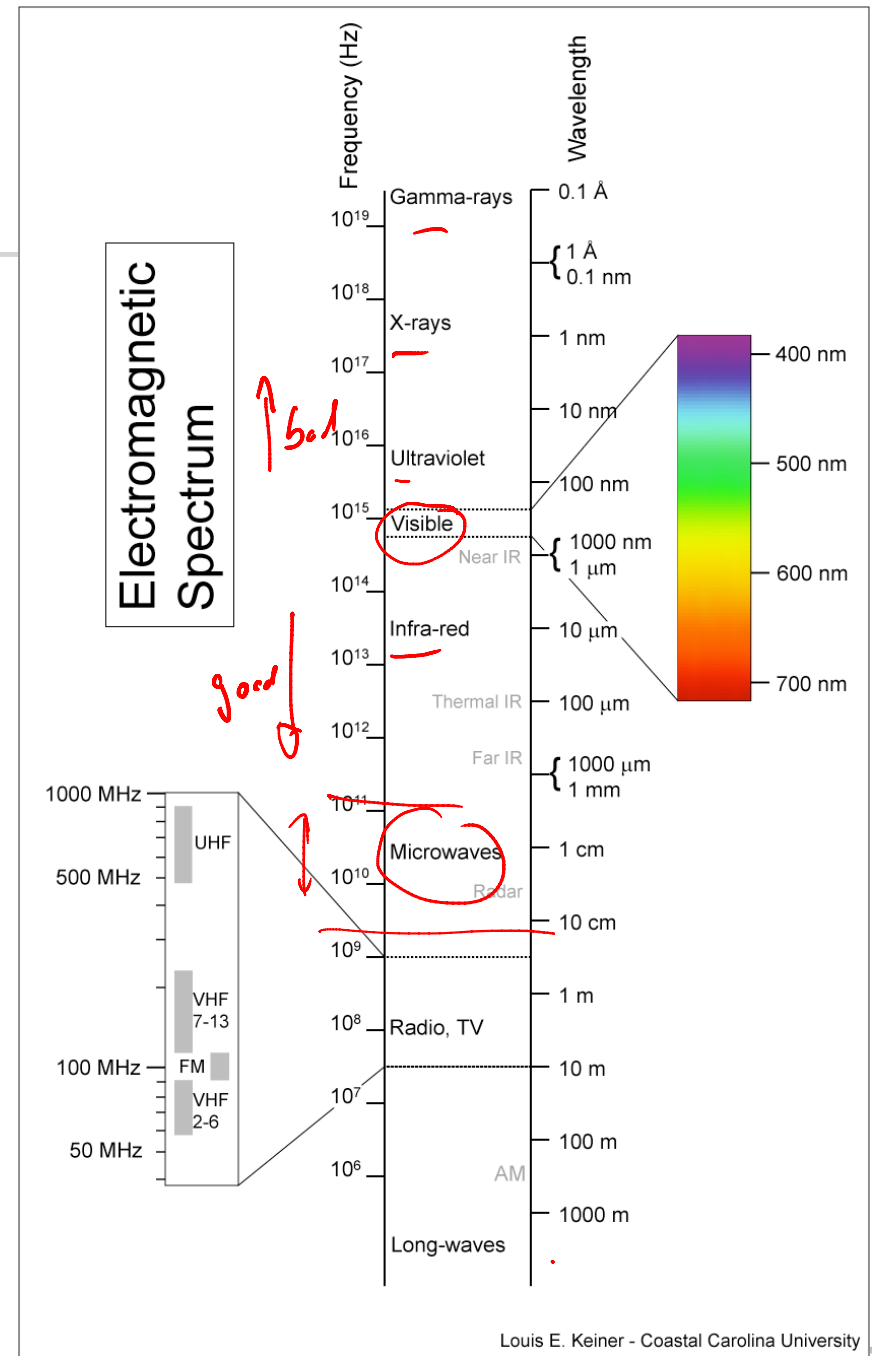 Frequency (Hz)
Wavelength
Electromagnetic
Spectrum
Gamma-rays
0.1 Å
10¹⁹
1 Å
0.1 nm
10¹⁸
X-rays
1 nm
10¹⁷
400 nm
10 nm
bad
10¹⁶
Ultraviolet
500 nm
100 nm
10¹⁵
Visible
1000 nm
Near IR
1 μm
600 nm
10¹⁴
Infra-red
10 μm
10¹³
good
700 nm
Thermal IR
100 μm
10¹²
Far IR
1000 μm
1 mm
1000 MHz
10¹¹
UHF
Microwaves
1 cm
500 MHz
10¹⁰
Radar
10 cm
10⁹
VHF
7-13
1 m
10⁸
Radio, TV
100 MHz
FM
10 m
VHF
2-6
10⁷
50 MHz
100 m
10⁶
AM
1000 m
Long-waves
Louis E. Keiner - Coastal Carolina University